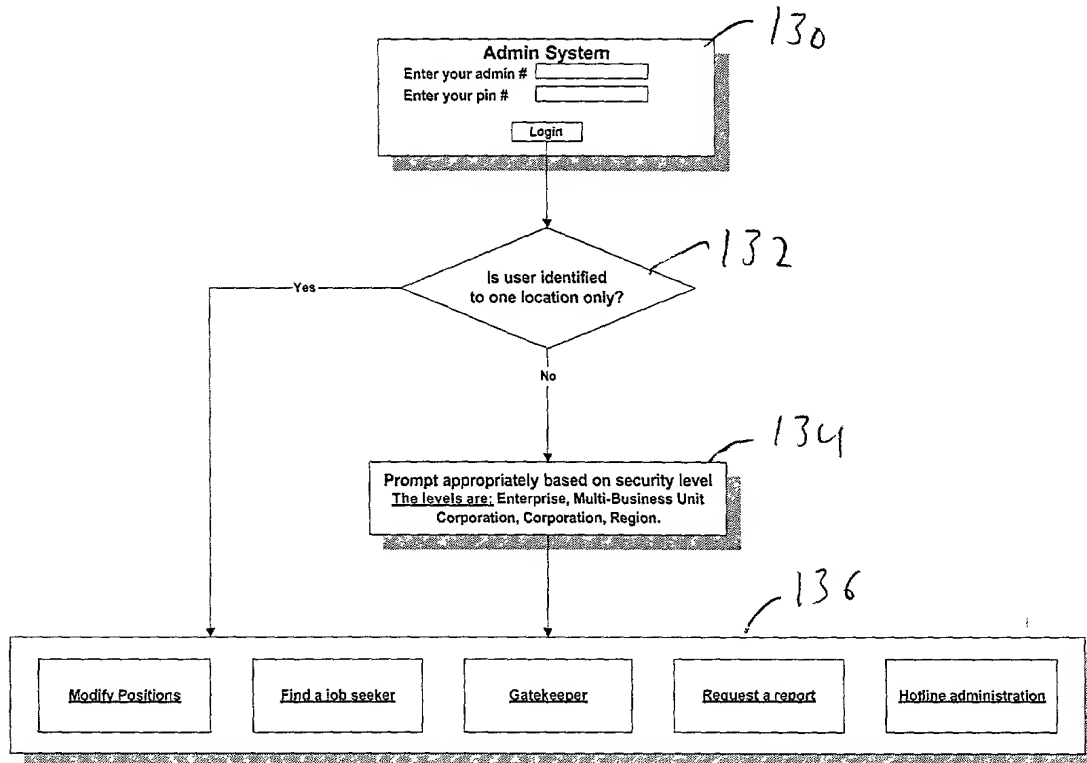 130
Admin System
Enter your admin #
Enter your pin #
Login
132
Is user identified
to one location only?
Yes
No
134
Prompt appropriately based on security level
The levels are: Enterprise, Multi-Business Unit
Corporation, Corporation, Region.
136
Modify Positions
Find a job seeker
Gatekeeper
Request a report
Hotline administration